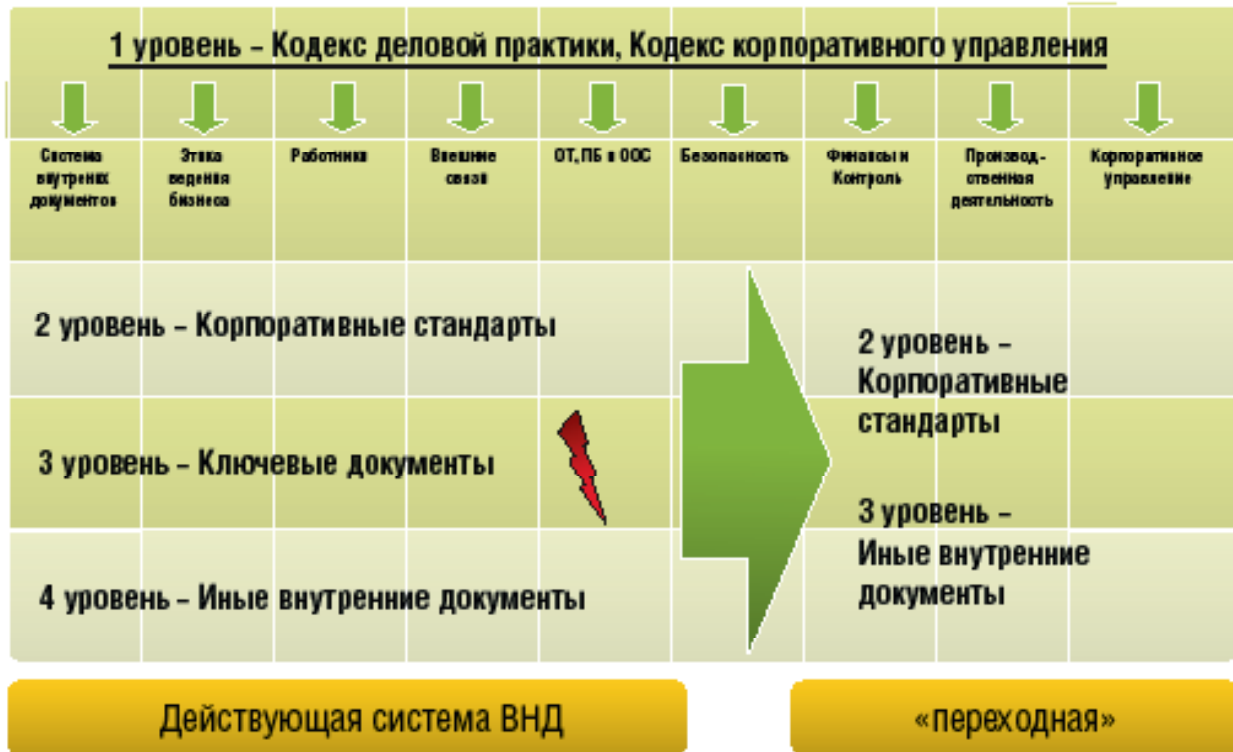 1 уровень – Кодекс деловой практики, Кодекс корпоративного управления
Система
внутрених
документов
Этика
ведения
бизнеса
Работники
Внешние
связи
ОТ, ПБ и ООС
Безопасность
Финансы и
Контроль
Производ-
ственная
деятельность
Корпоративное
управление
2 уровень – Корпоративные стандарты
3 уровень – Ключевые документы
4 уровень – Иные внутренние документы
2 уровень –
Корпоративные
стандарты
3 уровень –
Иные внутренние
документы
Действующая система ВНД
«переходная»